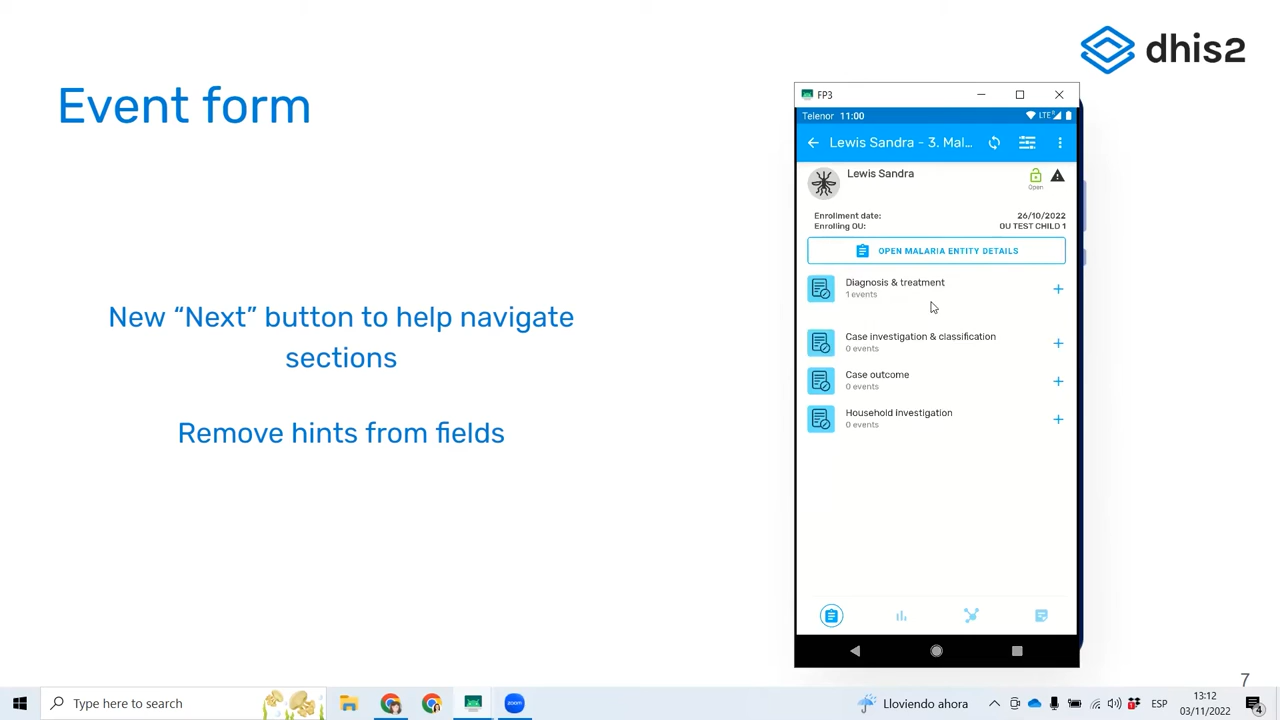 dhis2
Event form
New “Next” button to help navigate
sections
Remove hints from fields
FP3
Telenor 11:00
LTE
Lewis Sandra - 3. Mal...
Lewis Sandra
Open
Enrollment date: 26/10/2022
Enrolling OU: OU TEST CHILD 1
OPEN MALARIA ENTITY DETAILS
Diagnosis & treatment
1 events
Case investigation & classification
0 events
Case outcome
0 events
Household investigation
0 events
7
Type here to search
zoom
Lloviendo ahora
ESP
13:12
03/11/2022
4